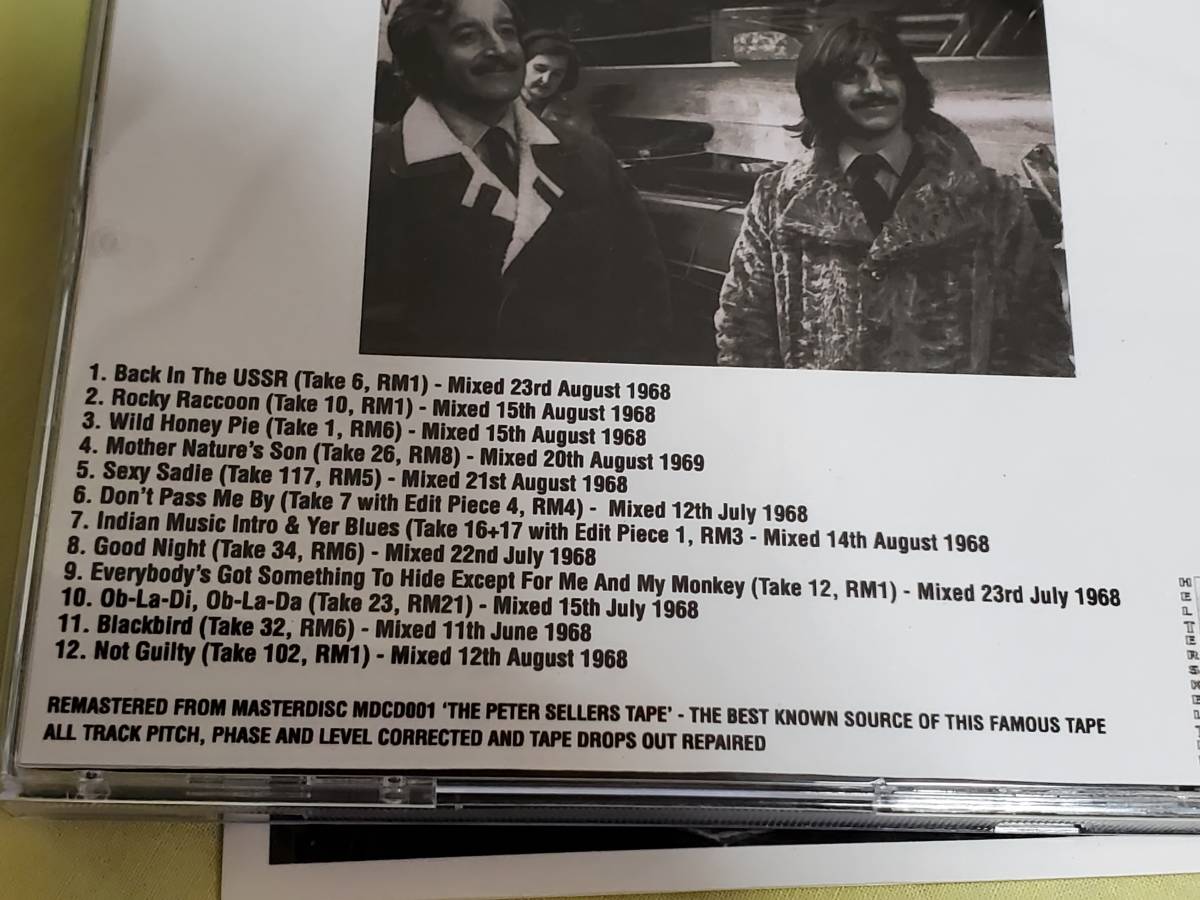 1. Back In The USSR (Take 6, RM1) - Mixed 23rd August 1968
2. Rocky Raccoon (Take 10, RM1) - Mixed 15th August 1968
3. Wild Honey Pie (Take 1, RM6) - Mixed 15th August 1968
4. Mother Nature's Son (Take 26, RM8) - Mixed 20th August 1969
5. Sexy Sadie (Take 117, RM5) - Mixed 21st August 1968
6. Don't Pass Me By (Take 7 with Edit Piece 4, RM4) - Mixed 12th July 1968
7. Indian Music Intro & Yer Blues (Take 16+17 with Edit Piece 1, RM3 - Mixed 14th August 1968
8. Good Night (Take 34, RM6) - Mixed 22nd July 1968
9. Everybody's Got Something To Hide Except For Me And My Monkey (Take 12, RM1) - Mixed 23rd July 1968
10. Ob-La-Di, Ob-La-Da (Take 23, RM21) - Mixed 15th July 1968
11. Blackbird (Take 32, RM6) - Mixed 11th June 1968
12. Not Guilty (Take 102, RM1) - Mixed 12th August 1968
REMASTERED FROM MASTERDISC MDCD001 'THE PETER SELLERS TAPE' - THE BEST KNOWN SOURCE OF THIS FAMOUS TAPE
ALL TRACK PITCH, PHASE AND LEVEL CORRECTED AND TAPE DROPS OUT REPAIRED